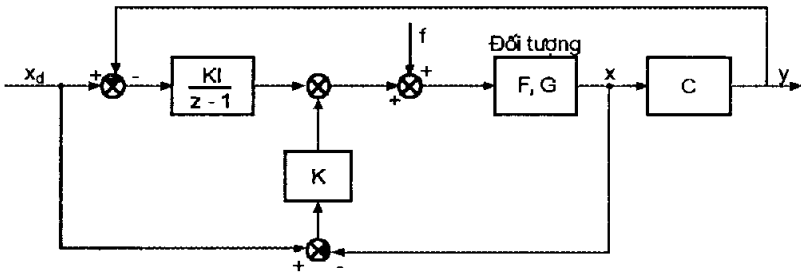 f
Đối tượng
x_d
+
-
KI
z - 1
+
+
F, G
x
C
y
K
+
-